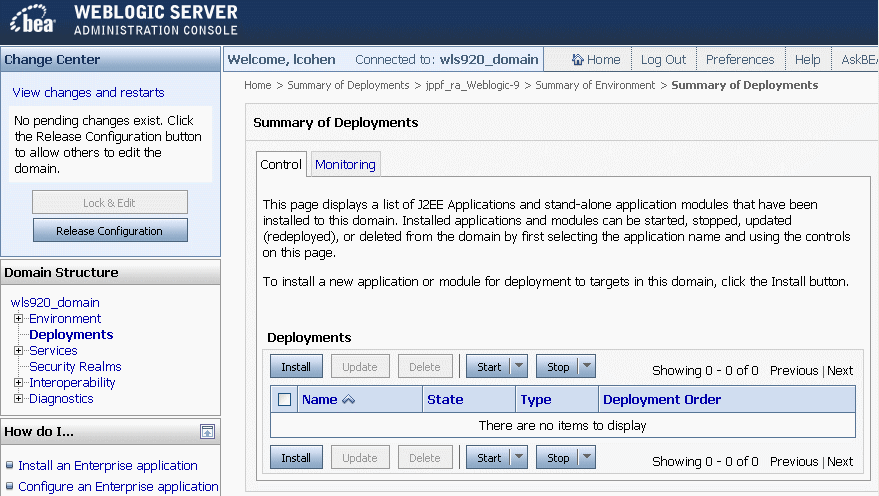 bea WEBLOGIC SERVER
ADMINISTRATION CONSOLE
Change Center
View changes and restarts
No pending changes exist. Click
the Release Configuration button
to allow others to edit the
domain.
Lock & Edit
Release Configuration
Domain Structure
wls920_domain
Environment
Deployments
Services
Security Realms
Interoperability
Diagnostics
How do I...
Install an Enterprise application
Configure an Enterprise application
Welcome, lcohen Connected to: wls920_domain Home Log Out Preferences Help AskBEA
Home > Summary of Deployments > jppf_ra_Weblogic-9 > Summary of Environment > Summary of Deployments
Summary of Deployments
Control Monitoring
This page displays a list of J2EE Applications and stand-alone application modules that have been
installed to this domain. Installed applications and modules can be started, stopped, updated
(redeployed), or deleted from the domain by first selecting the application name and using the controls
on this page.
To install a new application or module for deployment to targets in this domain, click the Install button.
Deployments
Install Update Delete Start Stop Showing 0 - 0 of 0 Previous | Next
Name State Type Deployment Order
There are no items to display
Install Update Delete Start Stop Showing 0 - 0 of 0 Previous | Next